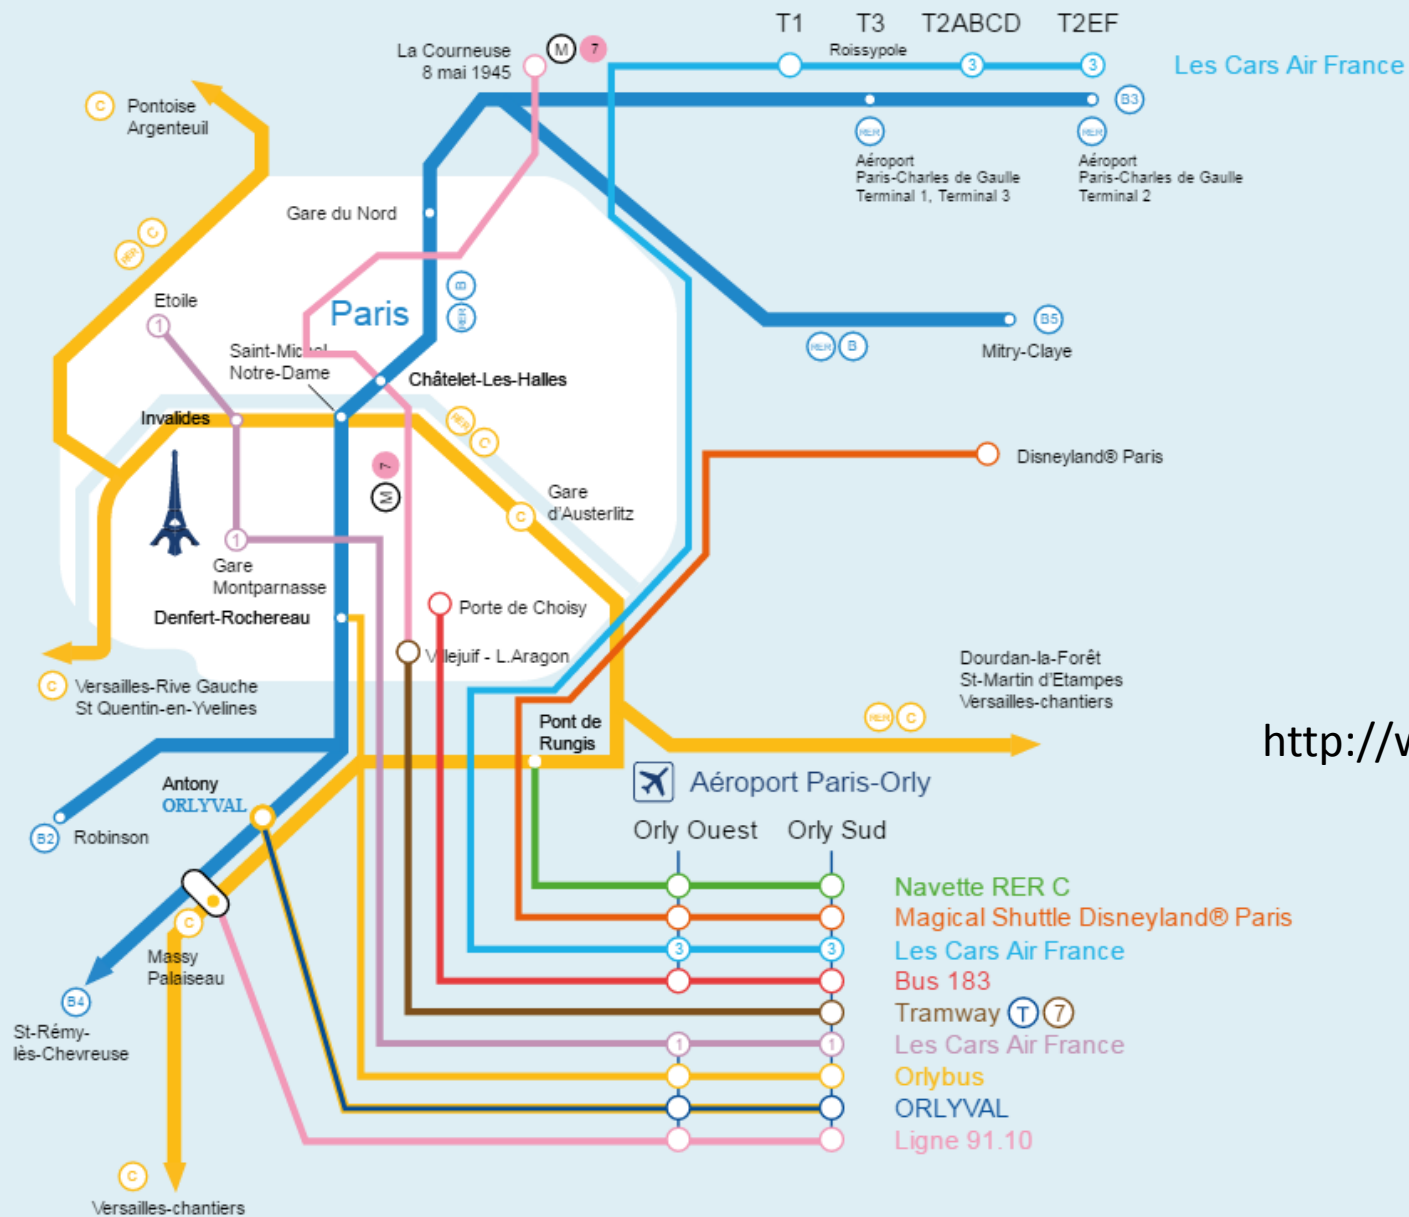 T1 T3 T2ABCD T2EF
Roissypole
La Courneuse
8 mai 1945
M 7
3 3
Les Cars Air France
B3
C
Pontoise
Argenteuil
RER RER
Aéroport
Paris-Charles de Gaulle
Terminal 1, Terminal 3
Aéroport
Paris-Charles de Gaulle
Terminal 2
Gare du Nord
RER C
B
RER
Etoile
1
Paris
B5
Mitry-Claye
RER B
Saint-Michel
Notre-Dame
Châtelet-Les-Halles
Invalides
RER C
7
M
Disneyland® Paris
Gare
d'Austerlitz
C
1
Gare
Montparnasse
Denfert-Rochereau
Porte de Choisy
Villejuif - L.Aragon
C
Versailles-Rive Gauche
St Quentin-en-Yvelines
Dourdan-la-Forêt
St-Martin d'Etampes
Versailles-chantiers
RER C
Pont de
Rungis
http://w
Antony
ORLYVAL
B2
Robinson
Aéroport Paris-Orly
Orly Ouest Orly Sud
Navette RER C
Magical Shuttle Disneyland® Paris
3 3
Les Cars Air France
Bus 183
Tramway T 7
1 1
Les Cars Air France
Orlybus
ORLYVAL
Ligne 91.10
C
Massy
Palaiseau
B4
St-Rémy-
lès-Chevreuse
C
Versailles-chantiers